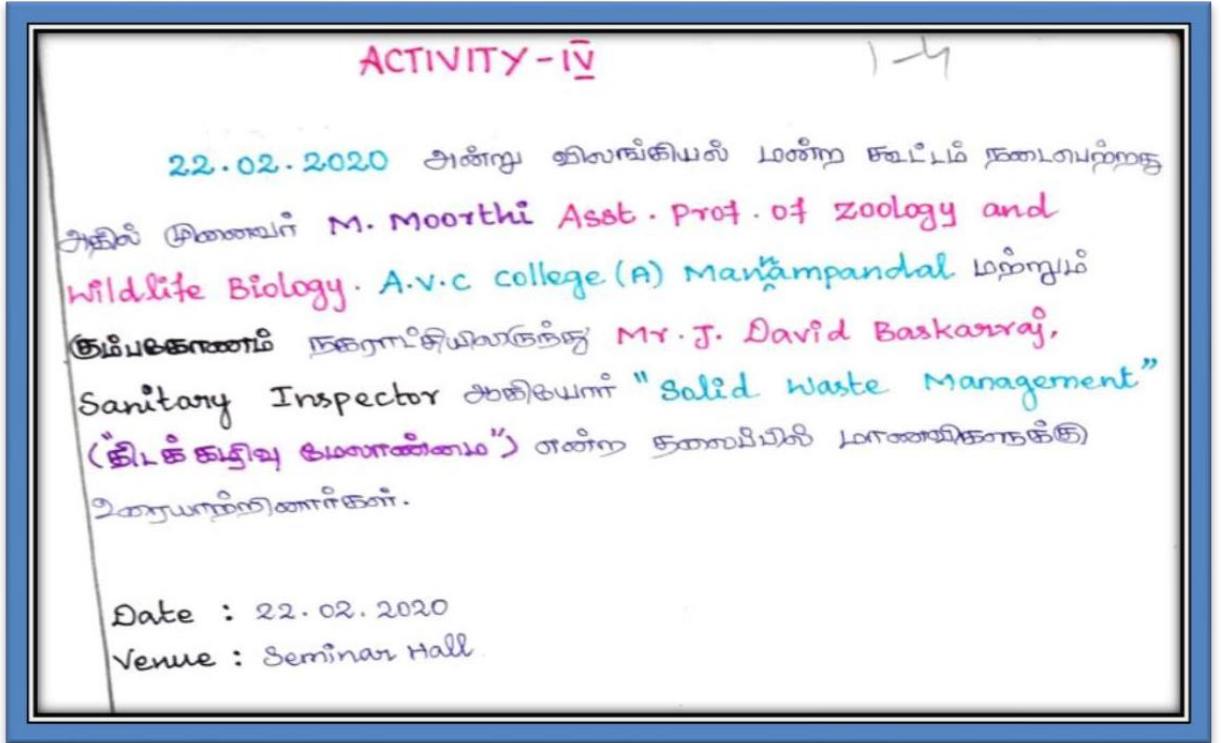 ACTIVITY - IV
1-4
22.02.2020 அன்று விலங்கியல் மன்ற கூட்டம் நடைபெற்றது
அதில் முனைவர் M. Moorthi Asst. Prof. of Zoology and
Wildlife Biology. A.V.C College (A) Mannampandal மற்றும்
கும்பகோணம் நகராட்சியிலிருந்து Mr. J. David Baskarraj,
Sanitary Inspector ஆகியோர் "Solid Waste Management"
("திடக் கழிவு மேலாண்மை") என்ற தலைப்பில் மாணவிகளுக்கு
உரையாற்றினார்கள்.
Date : 22.02.2020
Venue : Seminar Hall